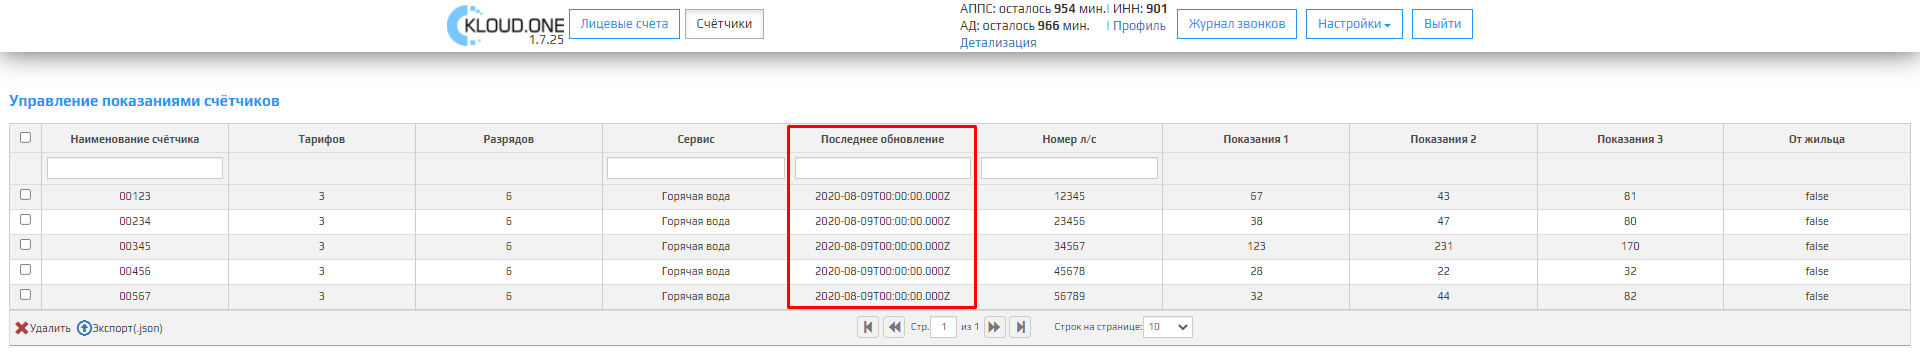 KLOUD.ONE
1.7.25
Лицевые счета Счётчики
АППС: осталось 954 мин. | ИНН: 901
АД: осталось 966 мин. | Профиль
Детализация
Журнал звонков Настройки Выйти
Управление показаниями счётчиков
Наименование счётчика Тарифов Разрядов Сервис Последнее обновление Номер л/с Показания 1 Показания 2 Показания 3 От жильца
00123 3 6 Горячая вода 2020-08-09T00:00:00.000Z 12345 67 43 81 false
00234 3 6 Горячая вода 2020-08-09T00:00:00.000Z 23456 38 47 80 false
00345 3 6 Горячая вода 2020-08-09T00:00:00.000Z 34567 123 231 170 false
00456 3 6 Горячая вода 2020-08-09T00:00:00.000Z 45678 28 22 32 false
00567 3 6 Горячая вода 2020-08-09T00:00:00.000Z 56789 32 44 82 false
Удалить Экспорт(.json) Стр. 1 из 1 Строк на странице: 10